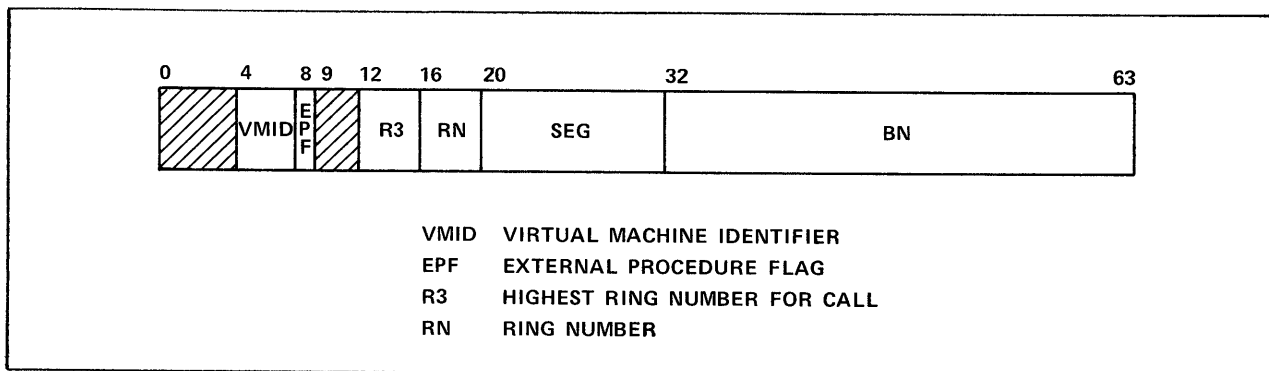 0 4 8 9 12 16 20 32 63
VMID EPF R3 RN SEG BN
VMID VIRTUAL MACHINE IDENTIFIER
EPF EXTERNAL PROCEDURE FLAG
R3 HIGHEST RING NUMBER FOR CALL
RN RING NUMBER